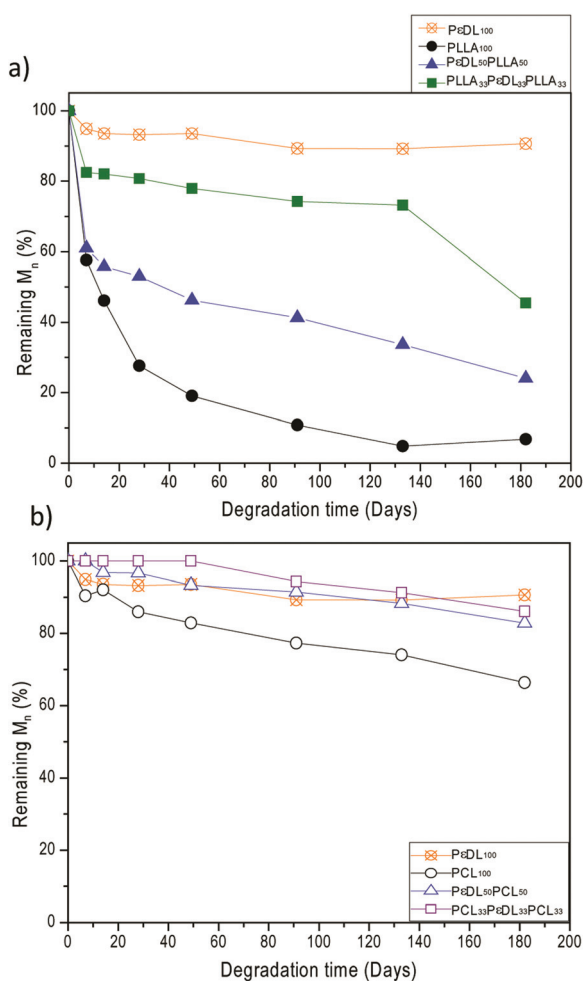 a)
PεDL100
PLLA100
PεDL50PLLA50
PLLA33PεDL33PLLA33
100
80
60
40
20
0
Remaining Mn (%)
0 20 40 60 80 100 120 140 160 180 200
Degradation time (Days)
b)
100
80
60
40
20
0
Remaining Mn (%)
PεDL100
PCL100
PεDL50PCL50
PCL33PεDL33PCL33
0 20 40 60 80 100 120 140 160 180 200
Degradation time (Days)